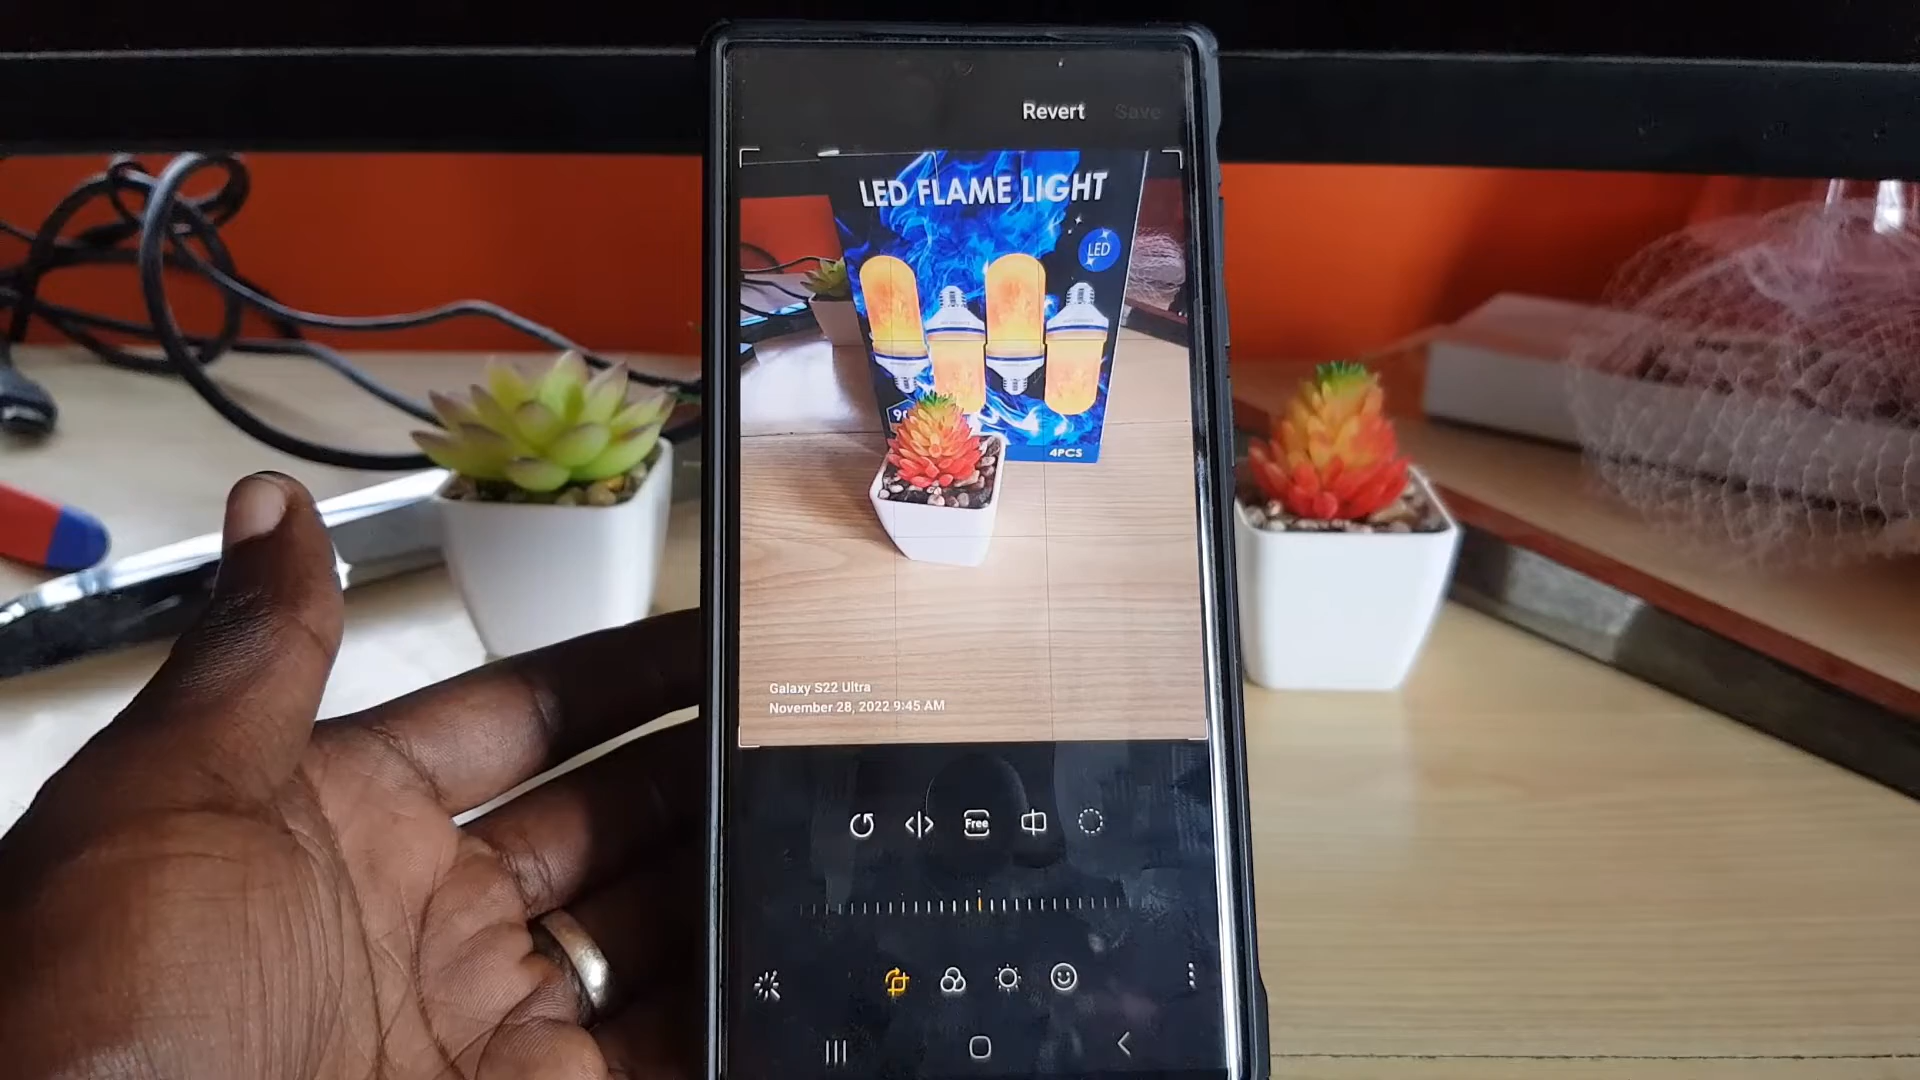 Revert Save
LED FLAME LIGHT
LED
4PCS
Galaxy S22 Ultra
November 28, 2022 9:45 AM
Free